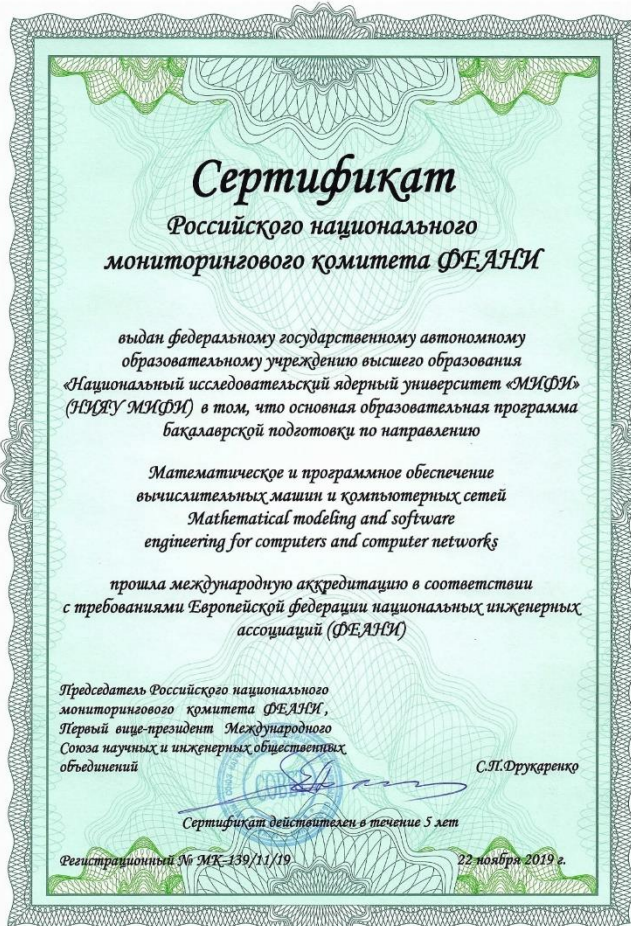 Сертификат
Российского национального
мониторингового комитета ФЕАНИ
выдан федеральному государственному автономному
образовательному учреждению высшего образования
«Национальный исследовательский ядерный университет «МИФИ»
(НИЯУ МИФИ) в том, что основная образовательная программа
бакалаврской подготовки по направлению
Математическое и программное обеспечение
вычислительных машин и компьютерных сетей
Mathematical modeling and software
engineering for computers and computer networks
прошла международную аккредитацию в соответствии
с требованиями Европейской федерации национальных инженерных
ассоциаций (ФЕАНИ)
Председатель Российского национального
мониторингового комитета ФЕАНИ,
Первый вице-президент Международного
Союза научных и инженерных общественных
объединений
С.П.Друкаренко
Сертификат действителен в течение 5 лет
Регистрационный № МК-139/11/19
22 ноября 2019 г.